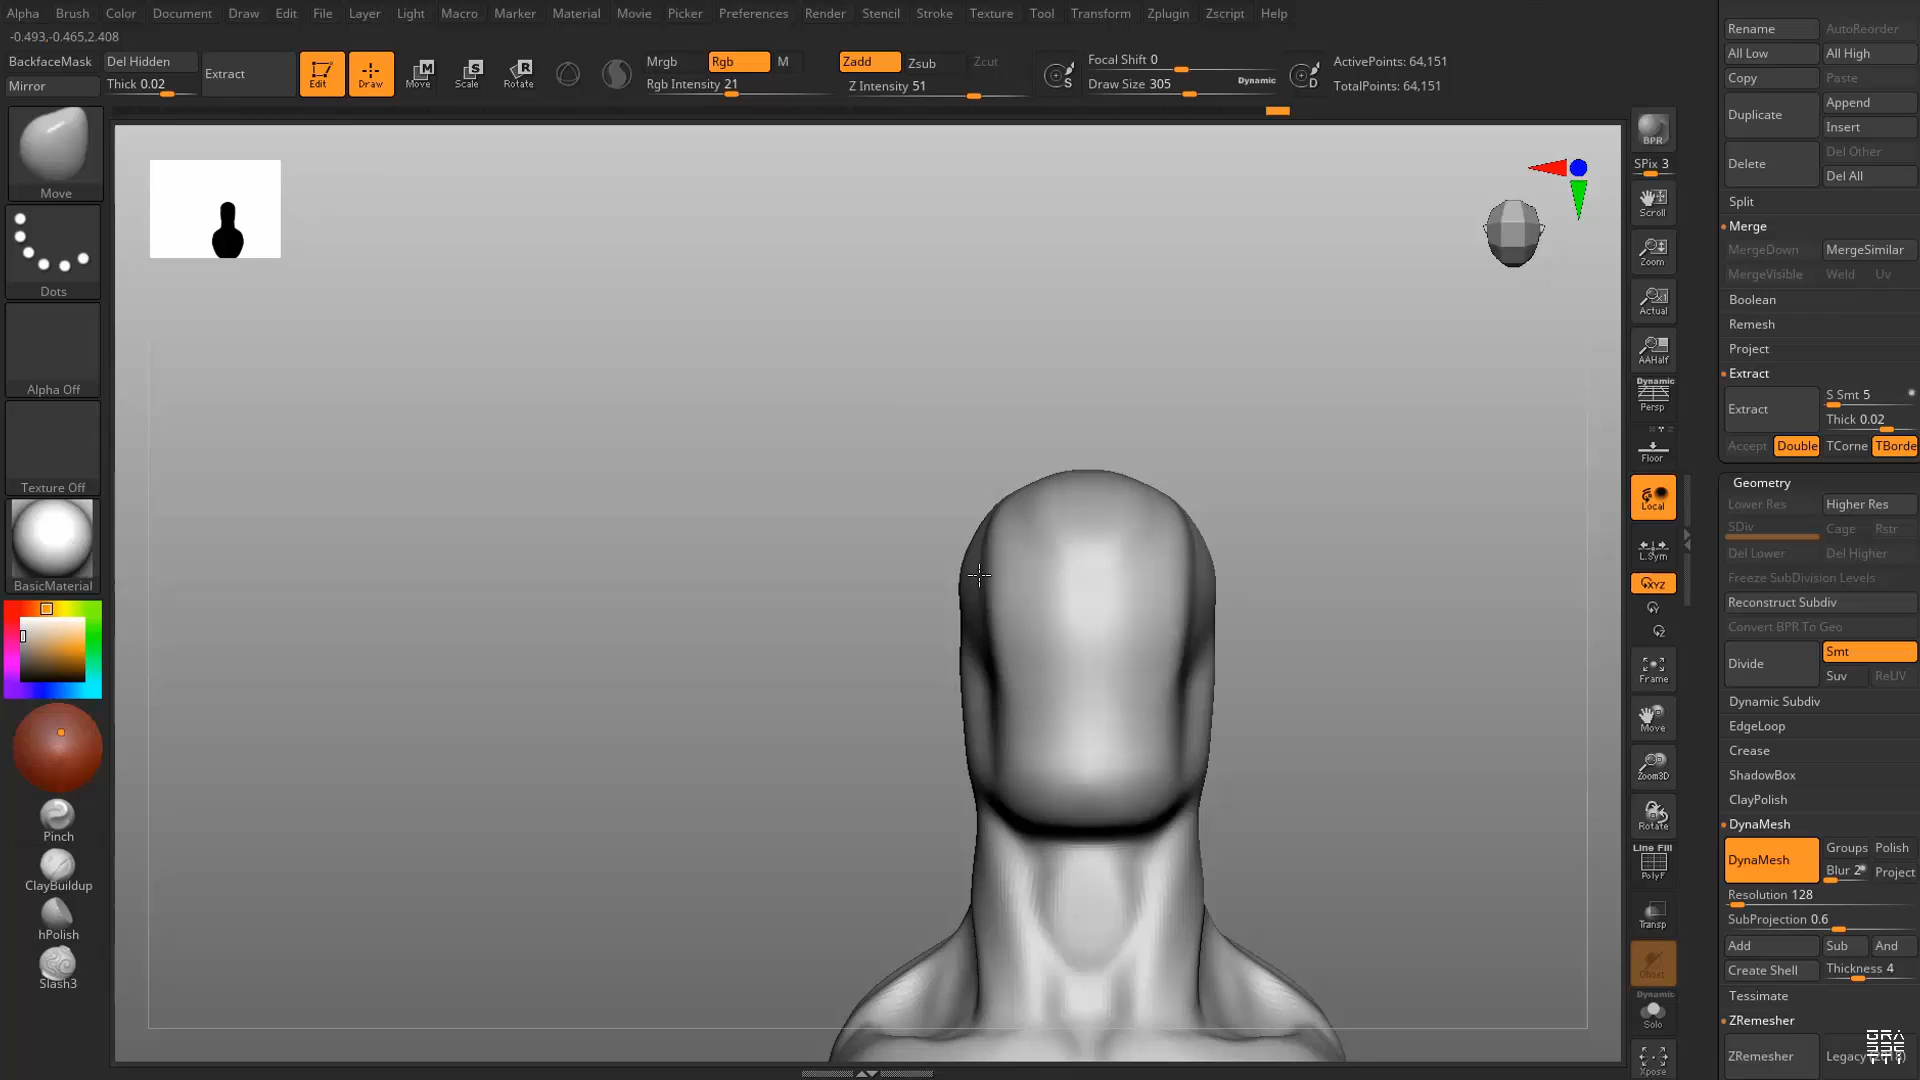 Alpha Brush Color Document Draw Edit File Layer Light Macro Marker Material Movie Picker Preferences Render Stencil Stroke Texture Tool Transform Zplugin Zscript Help
-0.493,-0.465,2.408
BackfaceMask Del Hidden
Mirror Thick 0.02
Extract
Edit
Draw
Move
Scale
Rotate
Mrgb Rgb M
Rgb Intensity 21
Zadd Zsub Zcut
Z Intensity 51
S
Focal Shift 0
Draw Size 305 Dynamic
D
ActivePoints: 64,151
TotalPoints: 64,151
Move
Dots
Alpha Off
Texture Off
BasicMaterial
Pinch
ClayBuildup
hPolish
Slash3
BPR
SPix 3
Scroll
Zoom
Actual
AAHalf
Dynamic
Persp
Floor
Local
L.Sym
XYZ
Frame
Move
Zoom3D
Rotate
Line Fill
PolyF
Transp
Ghost
Dynamic
Solo
Xpose
Rename AutoReorder
All Low All High
Copy Paste
Duplicate Append
Insert
Delete Del Other
Del All
Split
Merge
MergeDown MergeSimilar
MergeVisible Weld Uv
Boolean
Remesh
Project
Extract
Extract S Smt 5
Thick 0.02
Accept Double TCorne TBorde
Geometry
Lower Res Higher Res
SDiv Cage Rstr
Del Lower Del Higher
Freeze SubDivision Levels
Reconstruct Subdiv
Convert BPR To Geo
Divide Smt
Suv ReUV
Dynamic Subdiv
EdgeLoop
Crease
ShadowBox
ClayPolish
DynaMesh
DynaMesh Groups Polish
Blur 2 Project
Resolution 128
SubProjection 0.6
Add Sub And
Create Shell Thickness 4
Tessimate
ZRemesher
ZRemesher